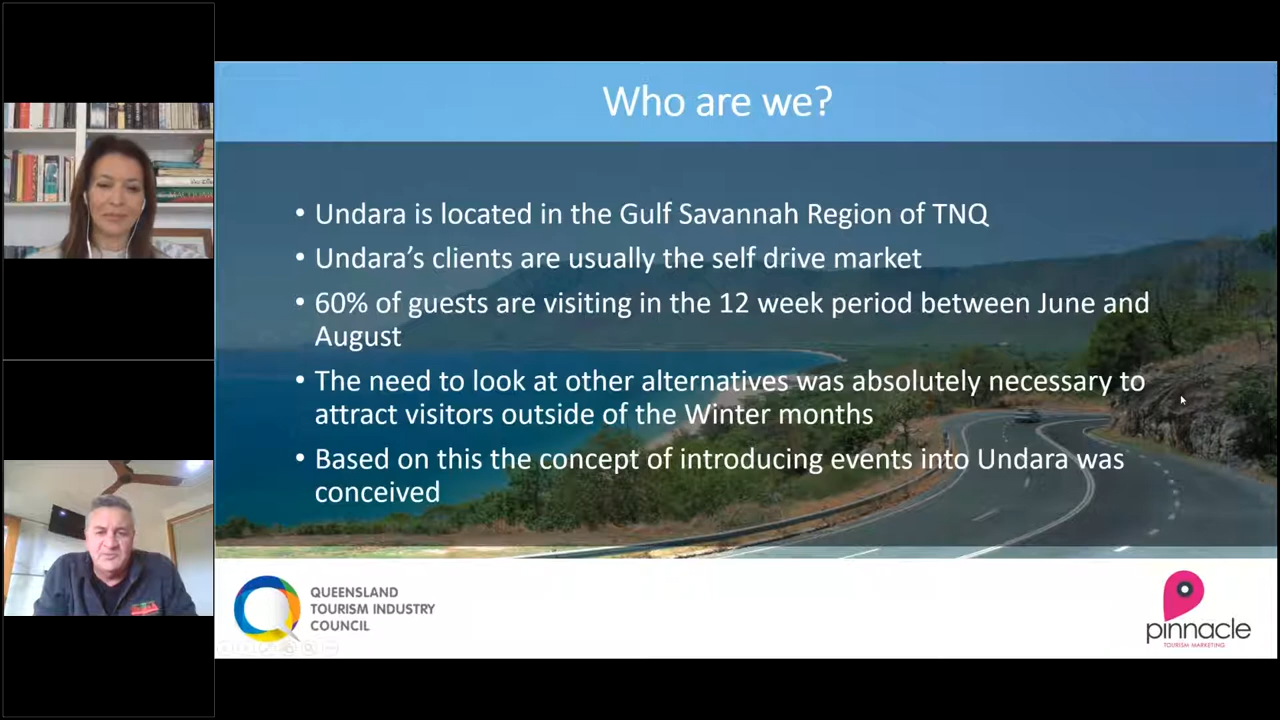 Who are we?
• Undara is located in the Gulf Savannah Region of TNQ
• Undara’s clients are usually the self drive market
• 60% of guests are visiting in the 12 week period between June and
August
• The need to look at other alternatives was absolutely necessary to
attract visitors outside of the Winter months
• Based on this the concept of introducing events into Undara was
conceived
QUEENSLAND
TOURISM INDUSTRY
COUNCIL
pinnacle
TOURISM MARKETING